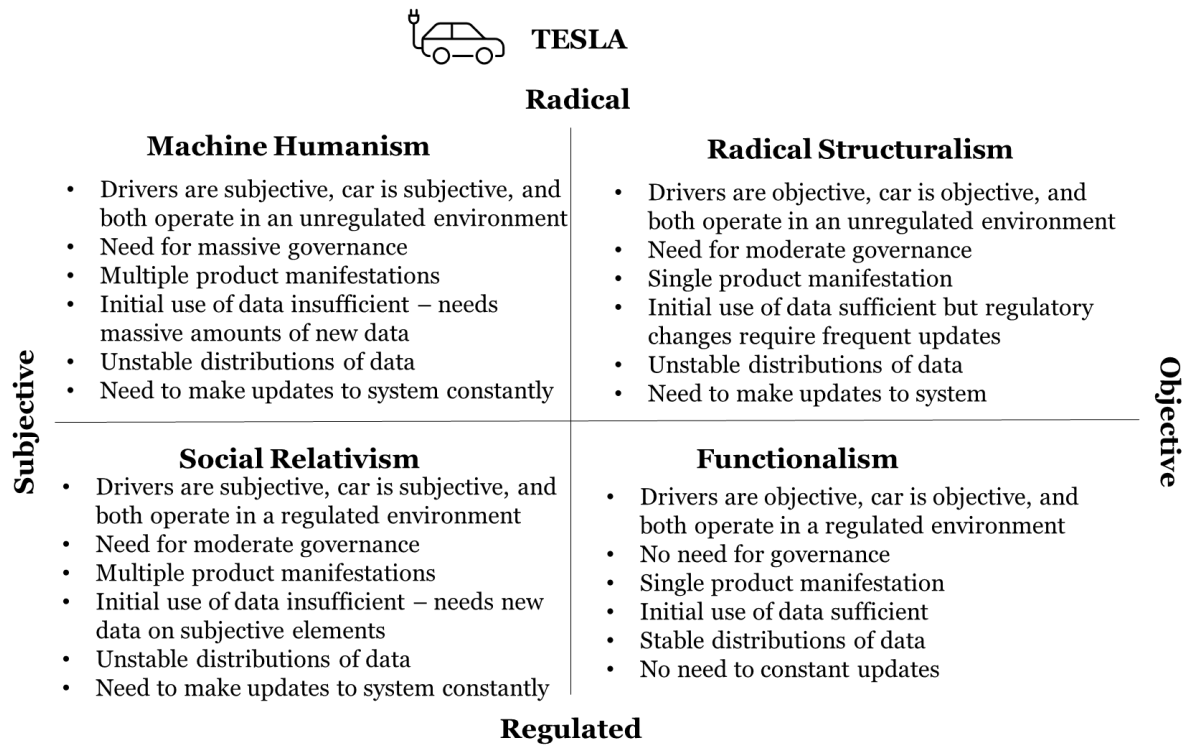 TESLA
Radical
Machine Humanism
• Drivers are subjective, car is subjective, and
both operate in an unregulated environment
• Need for massive governance
• Multiple product manifestations
• Initial use of data insufficient – needs
massive amounts of new data
• Unstable distributions of data
• Need to make updates to system constantly
Radical Structuralism
• Drivers are objective, car is objective, and
both operate in an unregulated environment
• Need for moderate governance
• Single product manifestation
• Initial use of data sufficient but regulatory
changes require frequent updates
• Unstable distributions of data
• Need to make updates to system
Subjective
Objective
Social Relativism
• Drivers are subjective, car is subjective, and
both operate in a regulated environment
• Need for moderate governance
• Multiple product manifestations
• Initial use of data insufficient – needs new
data on subjective elements
• Unstable distributions of data
• Need to make updates to system constantly
Functionalism
• Drivers are objective, car is objective, and
both operate in a regulated environment
• No need for governance
• Single product manifestation
• Initial use of data sufficient
• Stable distributions of data
• No need to constant updates
Regulated